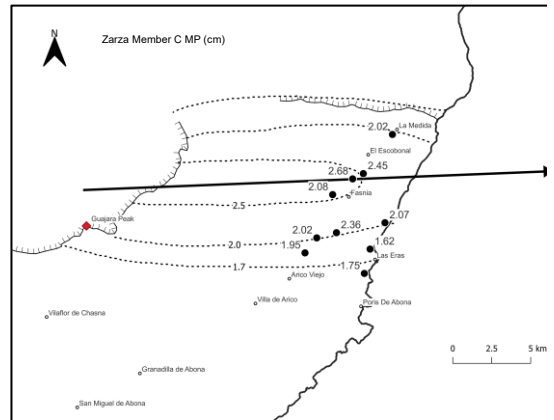 Zarza Member C MP (cm)
N
2.02
La Medida
El Escobonal
2.45
2.68
2.08
Fasnia
2.5
Guajara Peak
2.07
2.36
2.02
2.0
1.95
1.62
Las Eras
1.7
1.75
Arico Viejo
Villa de Arico
Poris De Abona
Vilaflor de Chasna
0 2.5 5 km
Granadilla de Abona
San Miguel de Abona